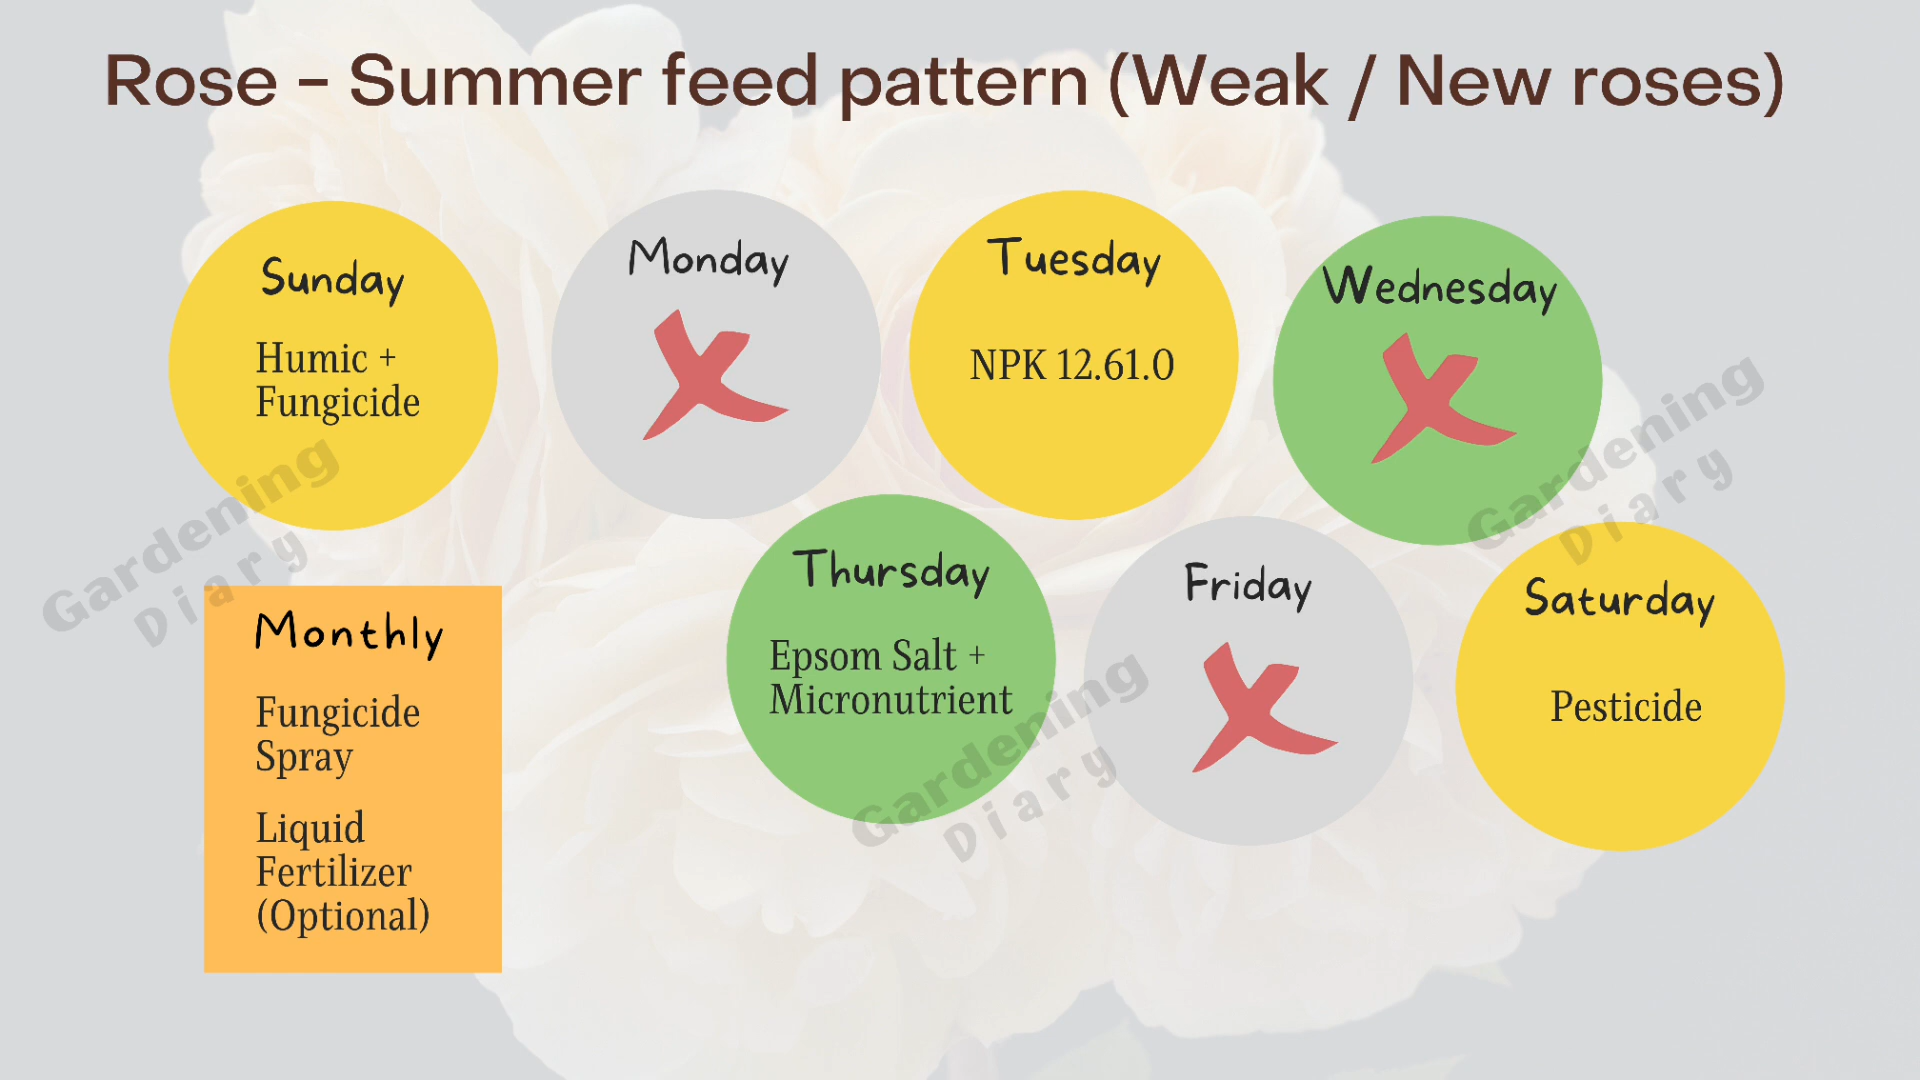 Rose - Summer feed pattern (Weak / New roses)
Sunday
Humic +
Fungicide
Monday
Tuesday
NPK 12.61.0
Wednesday
Thursday
Epsom Salt +
Micronutrient
Friday
Saturday
Pesticide
Monthly
Fungicide
Spray
Liquid
Fertilizer
(Optional)
Gardening
Diary
Gardening
Diary
Gardening
Diary